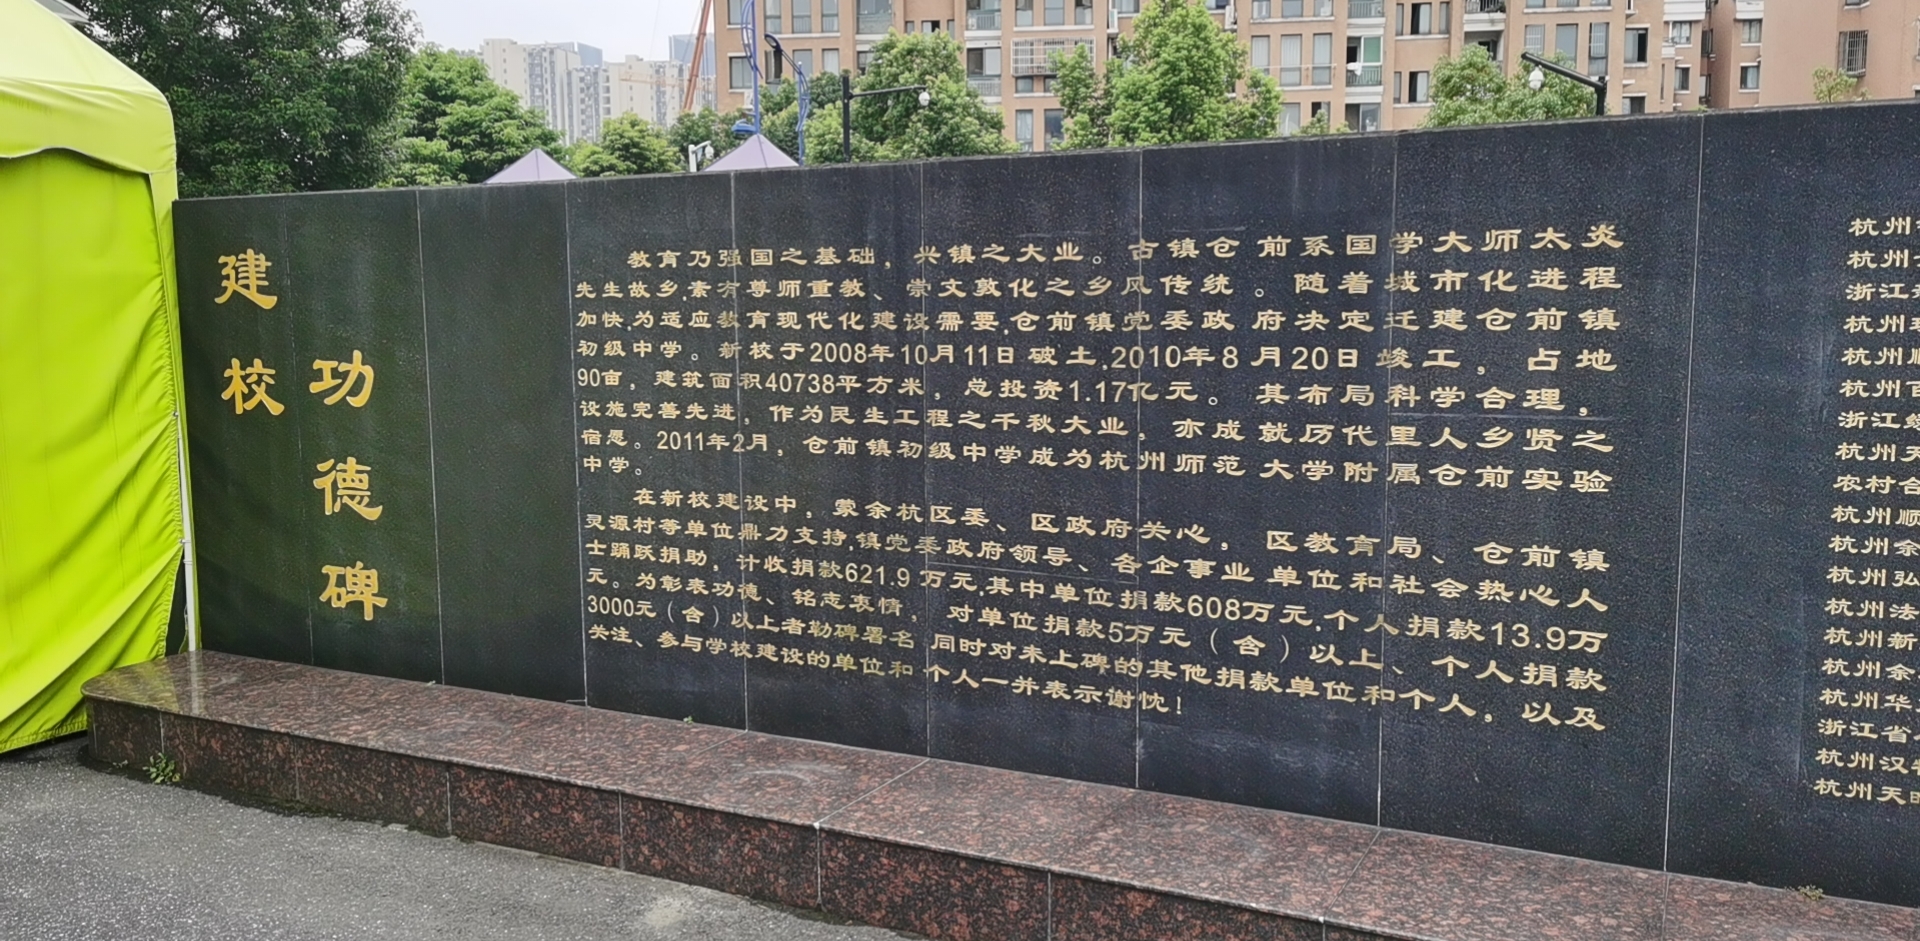 建校
功德碑
教育乃强国之基础，兴镇之大业。古镇仓前系国学大师太炎
先生故乡,素有尊师重教、崇文敦化之乡风传统。随着城市化进程
加快,为适应教育现代化建设需要,仓前镇党委政府决定迁建仓前镇
初级中学。新校于2008年10月11日破土,2010年8月20日竣工，占地
90亩，建筑面积40738平方米，总投资1.17亿元。其布局科学合理，
设施完善先进，作为民生工程之千秋大业，亦成就历代里人乡贤之
宿愿。2011年2月，仓前镇初级中学成为杭州师范大学附属仓前实验
中学。
在新校建设中，蒙余杭区委、区政府关心，区教育局、仓前镇
灵源村等单位鼎力支持,镇党委政府领导、各企事业单位和社会热心人
士踊跃捐助，计收捐款621.9万元,其中单位捐款608万元,个人捐款13.9万
元。为彰表功德、铭志衷情，对单位捐款5万元（含）以上、个人捐款
3000元（含）以上者勒碑署名，同时对未上碑的其他捐款单位和个人，以及
关注、参与学校建设的单位和个人一并表示谢忱！
杭州
杭州
浙江
杭州
杭州顺
杭州百
浙江
杭州天
农村合
杭州顺
杭州余
杭州弘
杭州法
杭州新
杭州余
杭州华
浙江省
杭州汉
杭州天